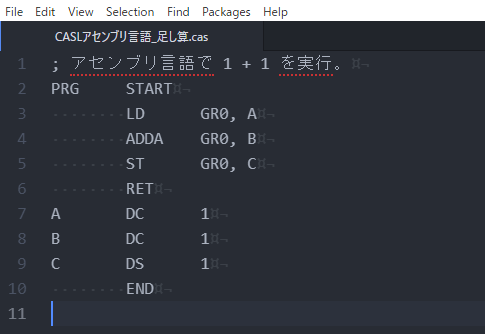 File Edit View Selection Find Packages Help
CASLアセンブリ言語_足し算.cas
1 ; アセンブリ言語で 1 + 1 を実行。
2 PRG START
3 LD GR0, A
4 ADDA GR0, B
5 ST GR0, C
6 RET
7 A DC 1
8 B DC 1
9 C DS 1
10 END
11